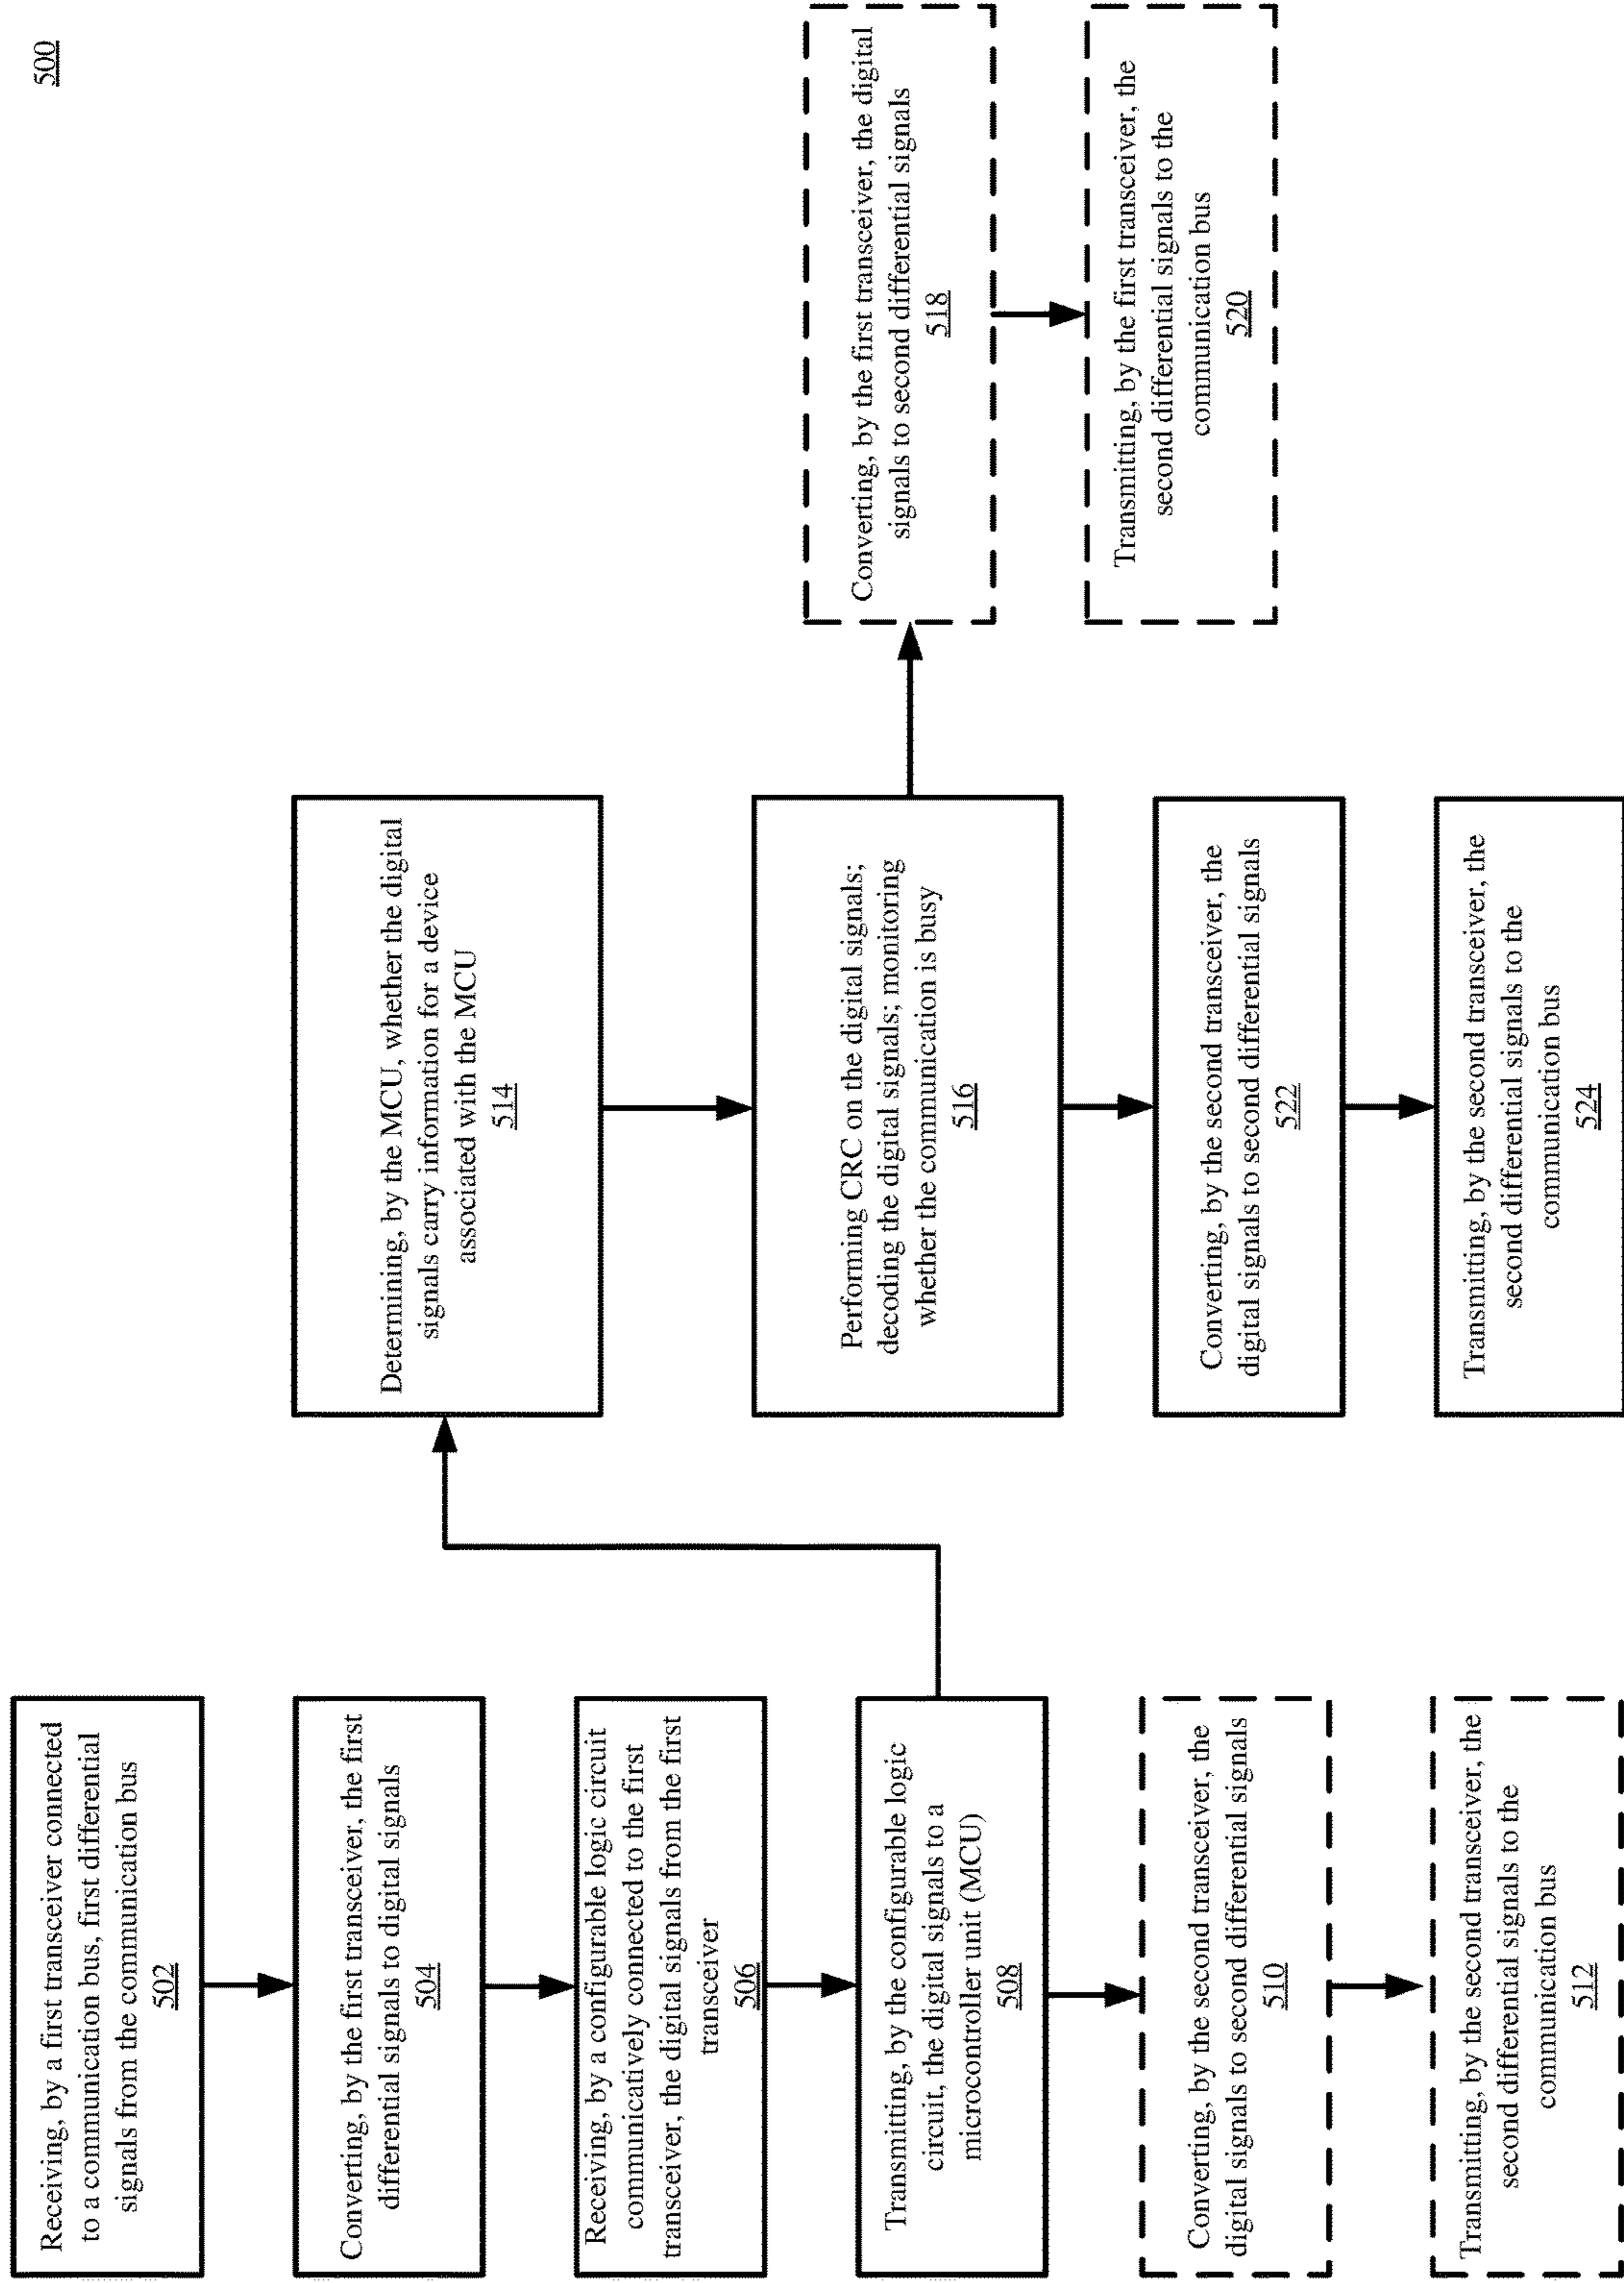 500
Receiving, by a first transceiver connected
to a communication bus, first differential
signals from the communication bus
502
Converting, by the first transceiver, the first
differential signals to digital signals
504
Receiving, by a configurable logic circuit
communicatively connected to the first
transceiver, the digital signals from the first
transceiver
506
Transmitting, by the configurable logic
circuit, the digital signals to a
microcontroller unit (MCU)
508
Converting, by the second transceiver, the
digital signals to second differential signals
510
Transmitting, by the second transceiver, the
second differential signals to the
communication bus
512
Determining, by the MCU, whether the digital
signals carry information for a device
associated with the MCU
514
Performing CRC on the digital signals;
decoding the digital signals; monitoring
whether the communication is busy
516
Converting, by the second transceiver, the
digital signals to second differential signals
522
Transmitting, by the second transceiver, the
second differential signals to the
communication bus
524
Converting, by the first transceiver, the digital
signals to second differential signals
518
Transmitting, by the first transceiver, the
second differential signals to the
communication bus
520